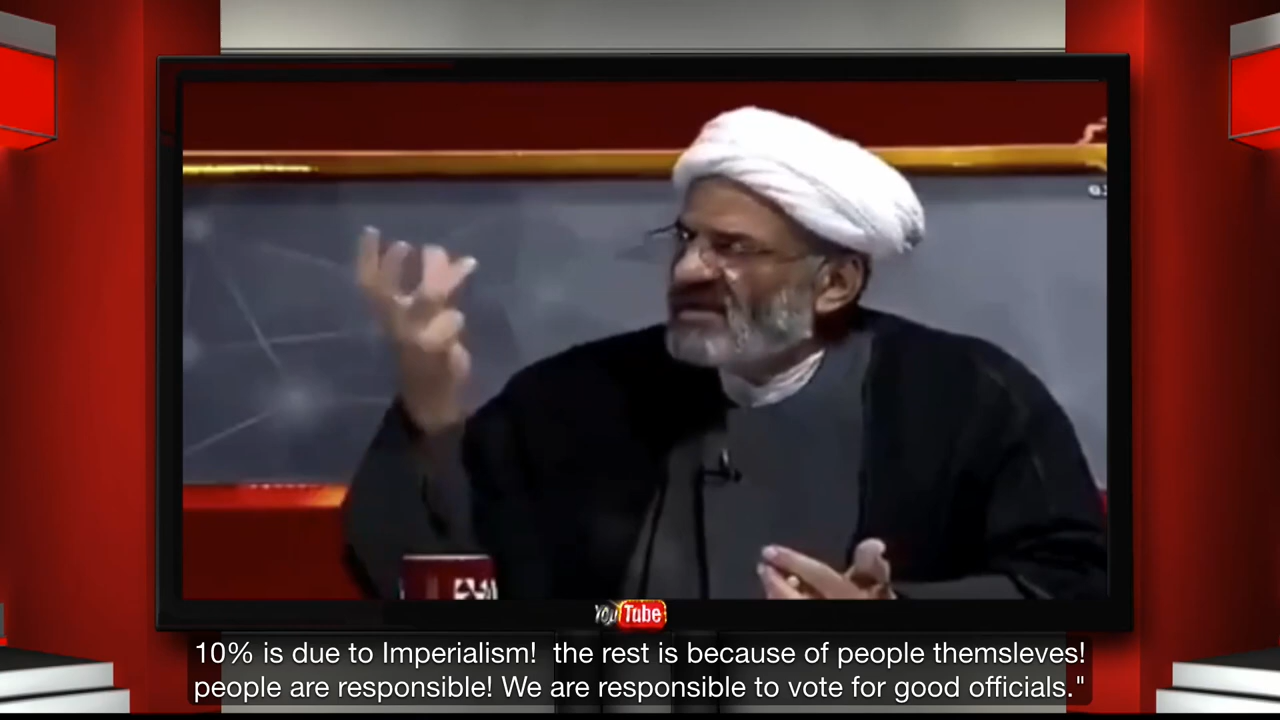 YouTube
10% is due to Imperialism!  the rest is because of people themsleves!
people are responsible! We are responsible to vote for good officials."